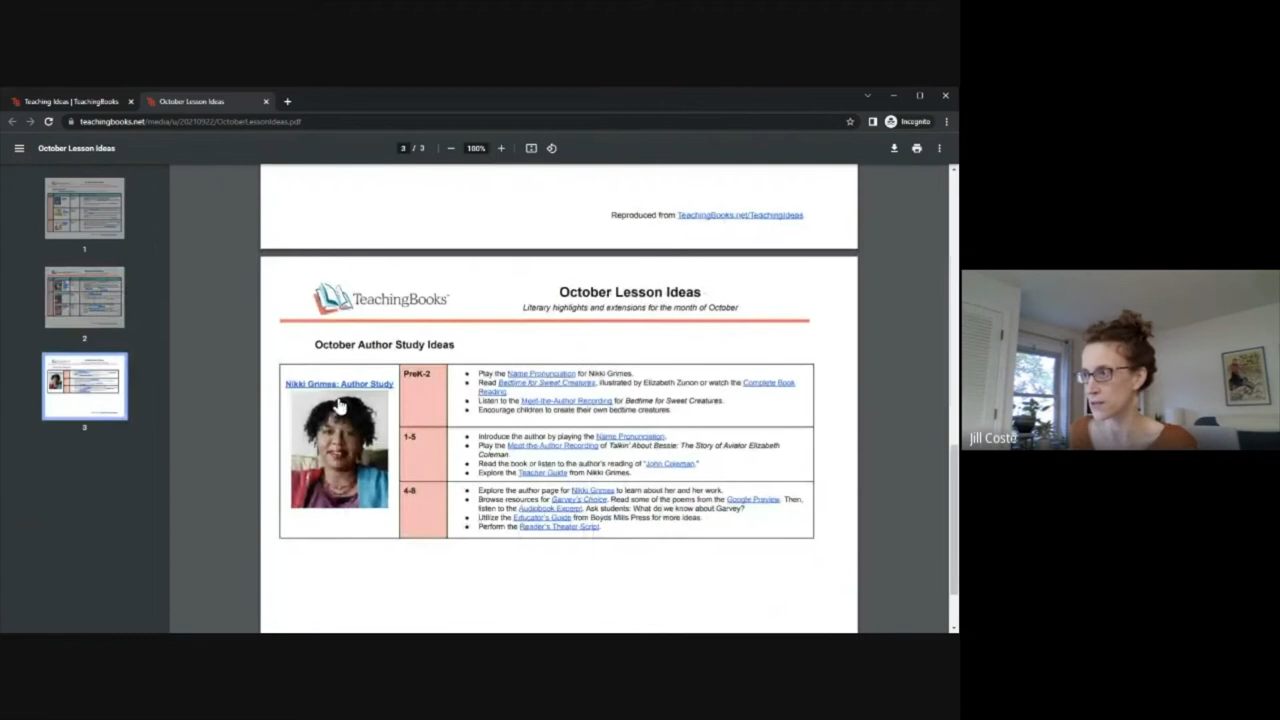 Teaching Ideas | TeachingBooks
October Lesson Ideas
teachingbooks.net/media/u/20210922/OctoberLessonIdeas.pdf
Incognito
October Lesson Ideas
3 / 3
100%
1
2
3
Reproduced from TeachingBooks.net/TeachingIdeas
TeachingBooks
October Lesson Ideas
Literary highlights and extensions for the month of October
October Author Study Ideas
Nikki Grimes: Author Study
PreK-2
Play the Name Pronunciation for Nikki Grimes.
Read Bedtime for Sweet Creatures, illustrated by Elizabeth Zunon or watch the Complete Book
Reading.
Listen to the Meet-the-Author Recording for Bedtime for Sweet Creatures.
Encourage children to create their own bedtime creatures.
1-5
Introduce the author by playing the Name Pronunciation.
Play the Meet-the-Author Recording of Talkin' About Bessie: The Story of Aviator Elizabeth
Coleman.
Read the book or listen to the author's reading of "John Coleman."
Explore the Teacher Guide from Nikki Grimes.
4-8
Explore the author page for Nikki Grimes to learn about her and her work.
Browse resources for Garvey's Choice. Read some of the poems from the Google Preview. Then,
listen to the Audiobook Excerpt. Ask students: What do we know about Garvey?
Utilize the Educator's Guide from Boyds Mills Press for more ideas.
Perform the Reader's Theater Script.
Jill Coste